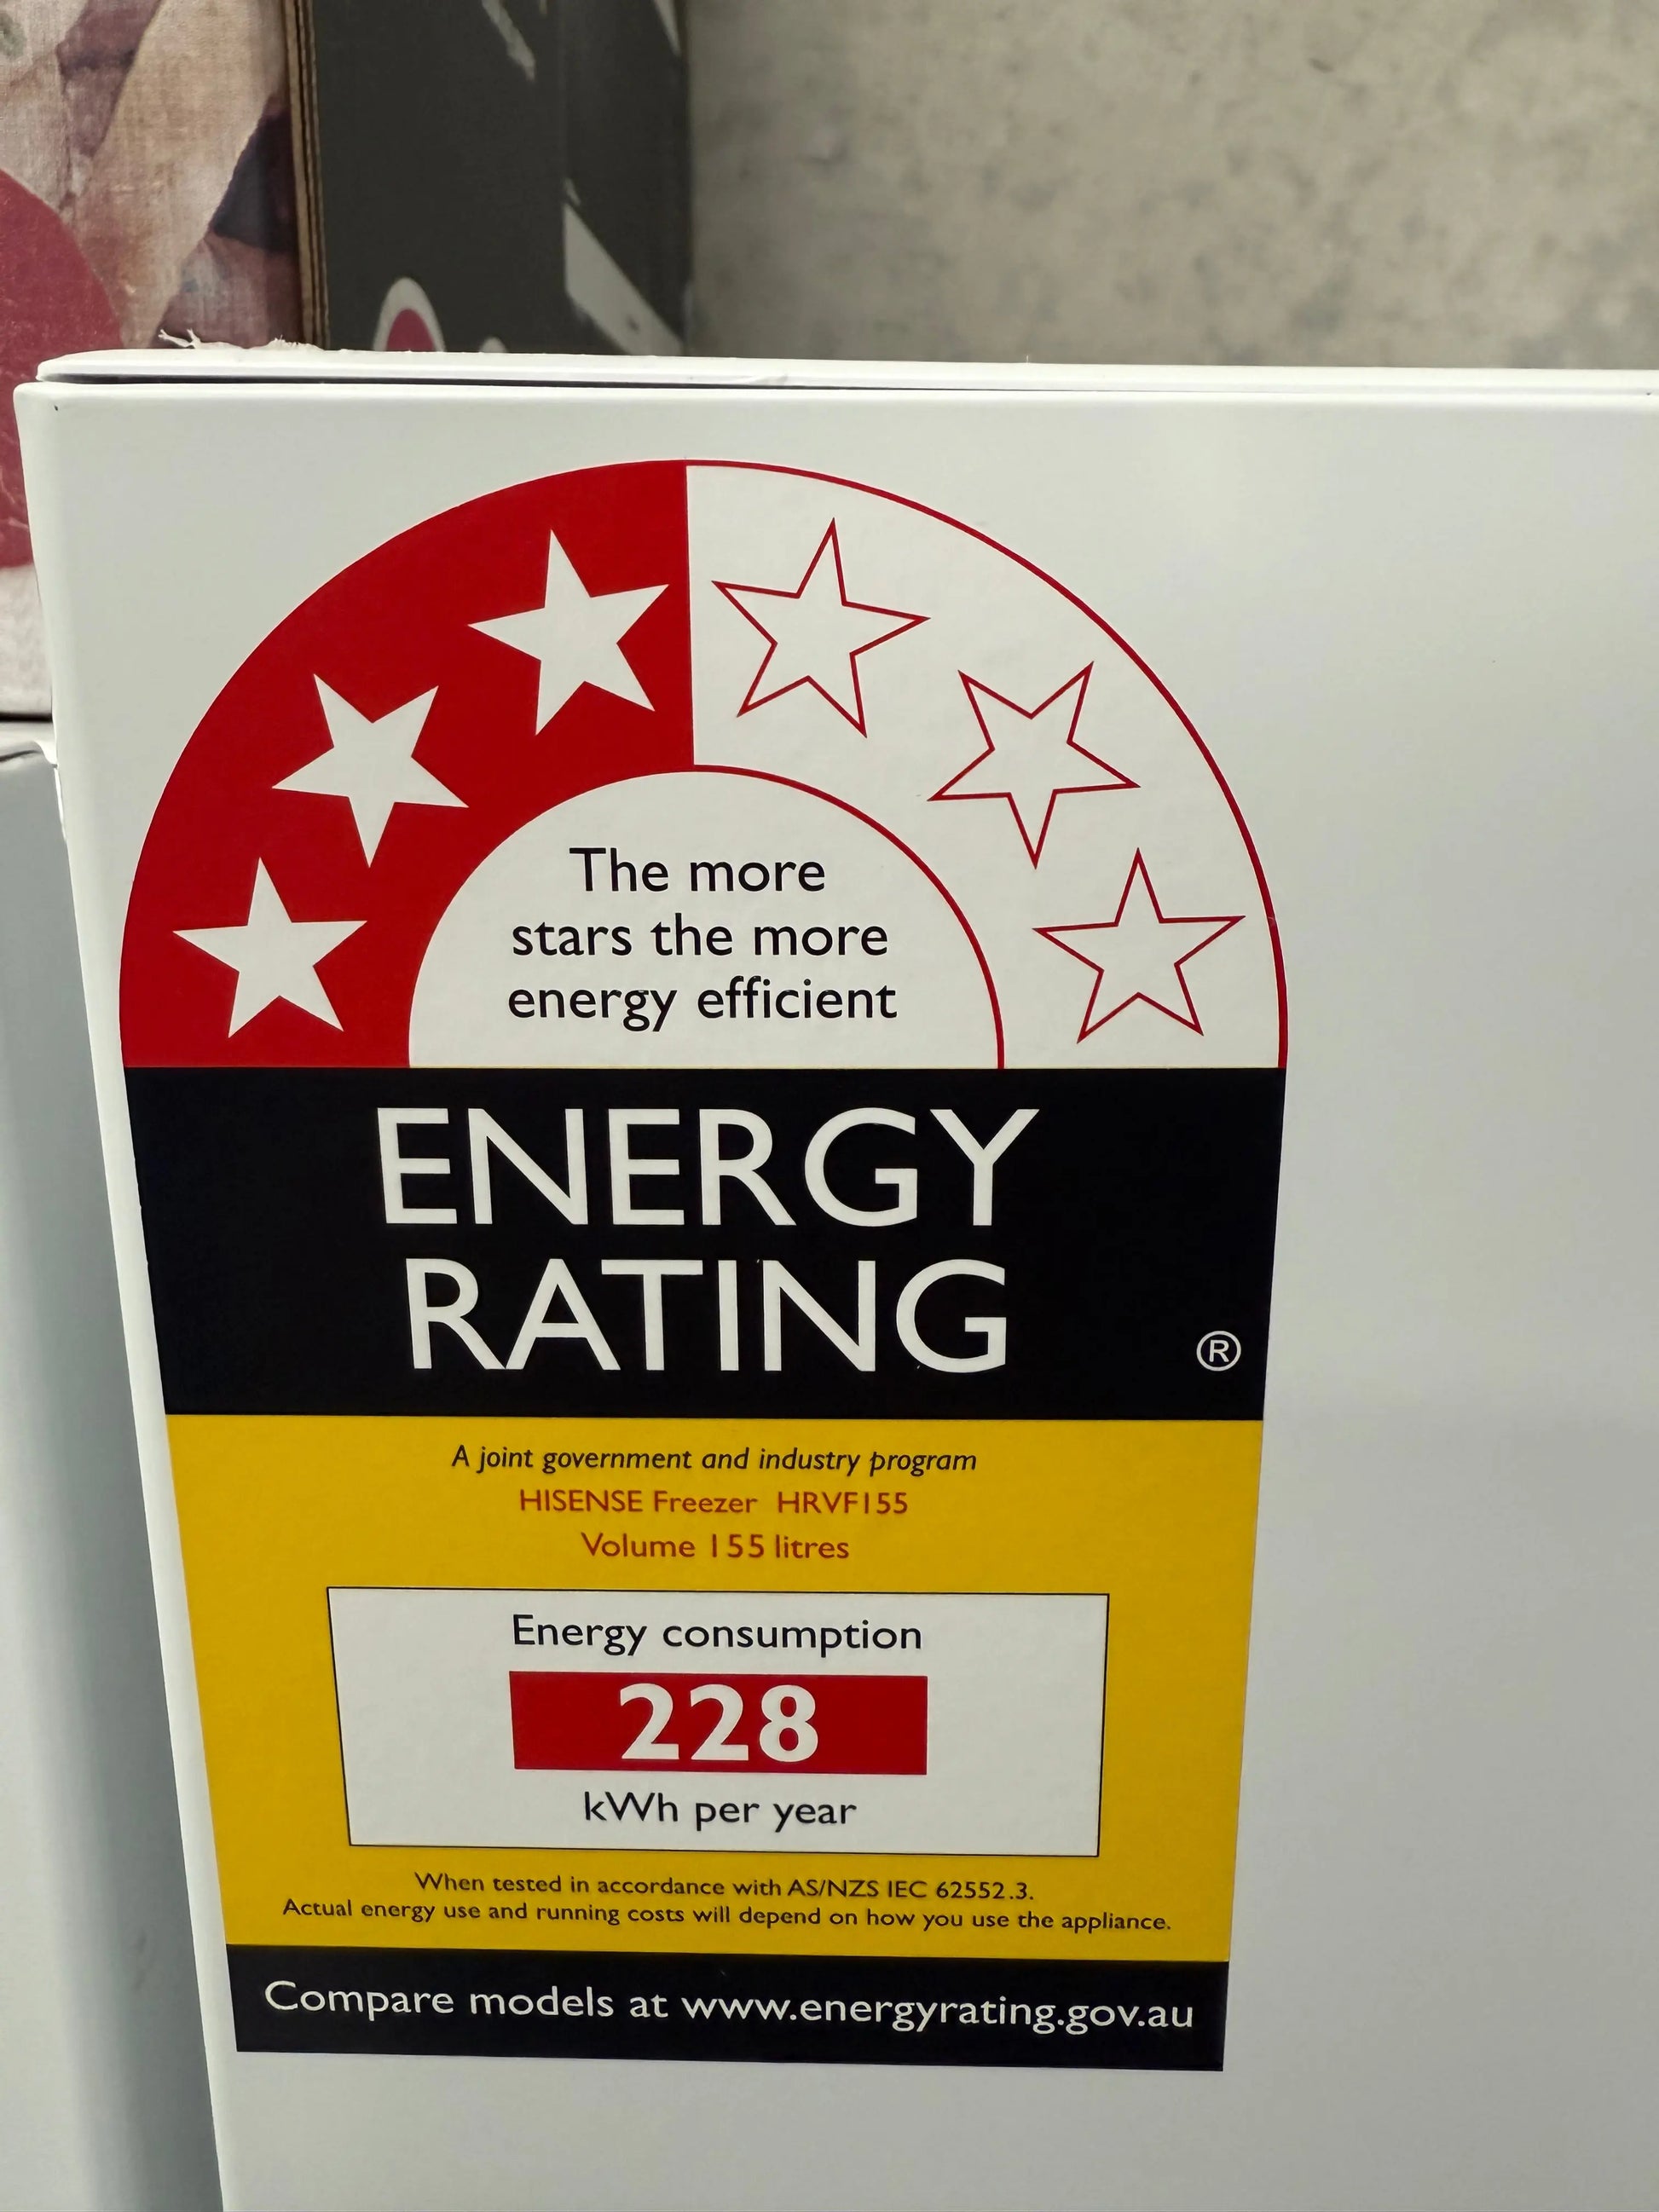 The more
stars the more
energy efficient
ENERGY
RATING
®
A joint government and industry program
HISENSE Freezer HRVF155
Volume 155 litres
Energy consumption
228
kWh per year
When tested in accordance with AS/NZS IEC 62552.3.
Actual energy use and running costs will depend on how you use the appliance.
Compare models at www.energyrating.gov.au